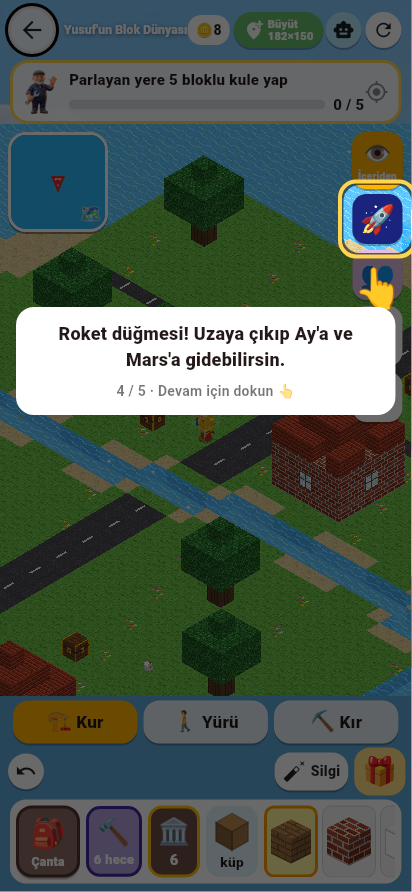 Yusuf'un Blok Dünyası
8
Büyüt
182×150
Parlayan yere 5 bloklu kule yap
0 / 5
İçeriden
Roket düğmesi! Uzaya çıkıp Ay'a ve
Mars'a gidebilirsin.
4 / 5 · Devam için dokun
Kur
Yürü
Kır
Silgi
Çanta
6 hece
6
küp